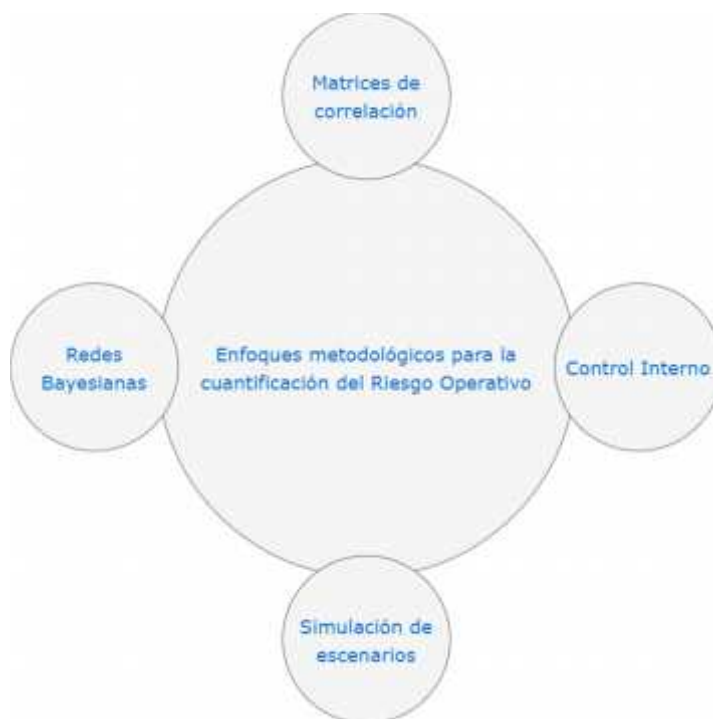 Matrices de
correlación
Redes
Bayesianas
Enfoques metodológicos para la
cuantificación del Riesgo Operativo
Control Interno
Simulación de
escenarios